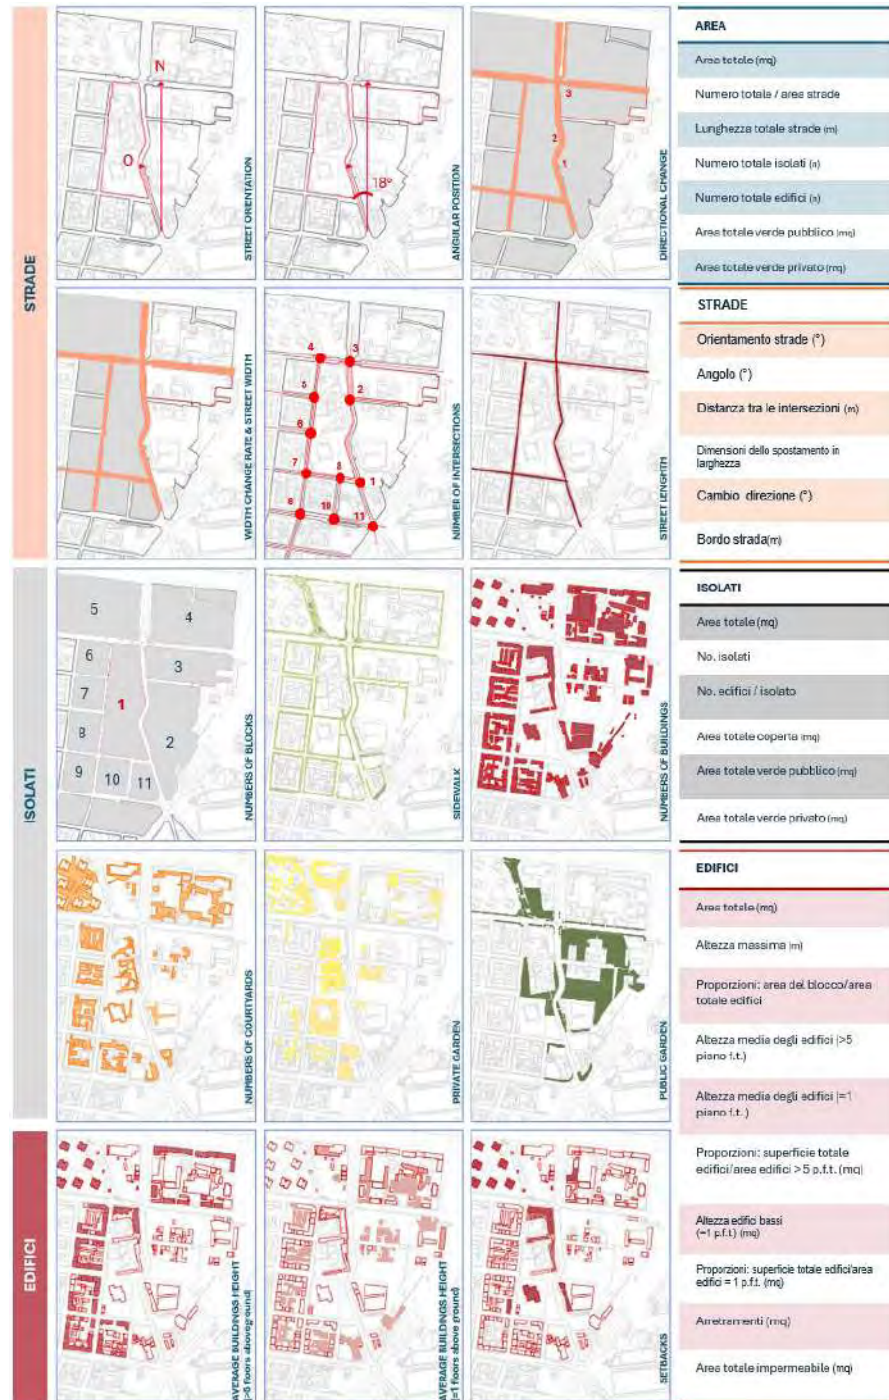 STRADE
N
O
STREET ORIENTATION
18°
ANGULAR POSITION
3
2
1
DIRECTIONAL CHANGE
WIDTH CHANGE RATE & STREET WIDTH
4
3
5
2
6
7
8
1
8
10
11
NUMBER OF INTERSECTIONS
STREET LENGHTH
ISOLATI
5
4
6
3
7
1
8
2
9
10
11
NUMBERS OF BLOCKS
SIDEWALK
NUMBERS OF BUILDINGS
NUMBERS OF COURTYARDS
PRIVATE GARDEN
PUBLIC GARDEN
EDIFICI
AVERAGE BUILDINGS HEIGHT
(>5 floors aboveground)
AVERAGE BUILDINGS HEIGHT
(=1 floors above ground)
SETBACKS
AREA
Area totale (mq)
Numero totale / area strade
Lunghezza totale strade (m)
Numero totale isolati (n)
Numero totale edifici (n)
Area totale verde pubblico (mq)
Area totale verde privato (mq)
STRADE
Orientamento strade (°)
Angolo (°)
Distanza tra le intersezioni (m)
Dimensioni dello spostamento in
larghezza
Cambio direzione (°)
Bordo strada(m)
ISOLATI
Area totale (mq)
No. isolati
No. edifici / isolato
Area totale coperta (mq)
Area totale verde pubblico (mq)
Area totale verde privato (mq)
EDIFICI
Area totale (mq)
Altezza massima (m)
Proporzioni: area del blocco/area
totale edifici
Altezza media degli edifici (>5
piano f.t.)
Altezza media degli edifici (=1
piano f.t.)
Proporzioni: superficie totale
edifici/area edifici > 5 p.f.t. (mq)
Altezza edifici bassi
(=1 p.f.t.) (mq)
Proporzioni: superficie totale edifici/area
edifici = 1 p.f.t. (mq)
Arretramenti (mq)
Area totale impermeabile (mq)